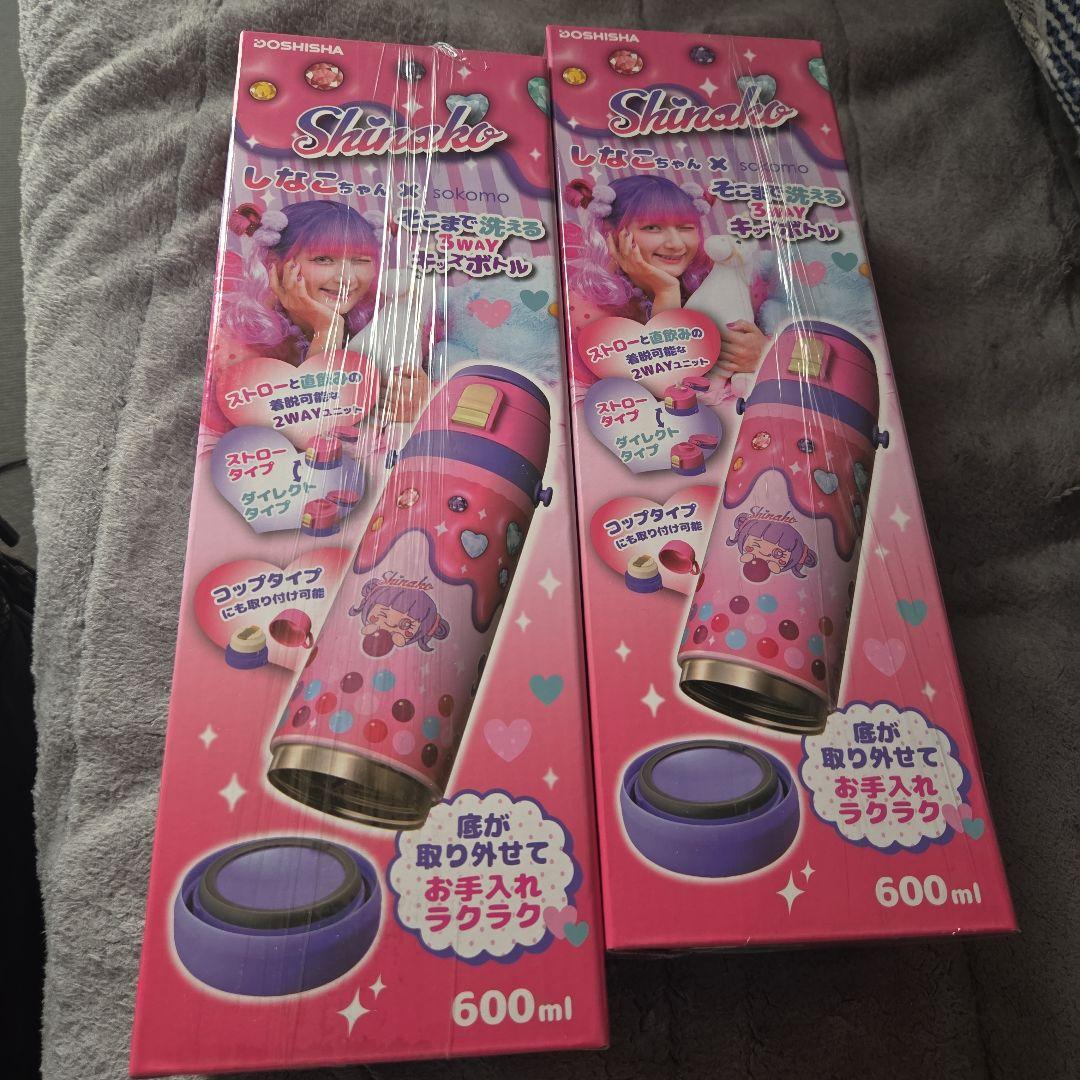 DOSHISHA
Shinako
しなこちゃん × sokomo
そこまで洗える
3WAY
キッズボトル
ストローと直飲みの
着脱可能な
2WAYユニット
ストロー
タイプ
ダイレクト
タイプ
コップタイプ
にも取り付け可能
Shinako
底が
取り外せて
お手入れ
ラクラク
600ml
DOSHISHA
Shinako
しなこちゃん × sokomo
そこまで洗える
3WAY
キッズボトル
ストローと直飲みの
着脱可能な
2WAYユニット
ストロー
タイプ
ダイレクト
タイプ
コップタイプ
にも取り付け可能
Shinako
底が
取り外せて
お手入れ
ラクラク
600ml